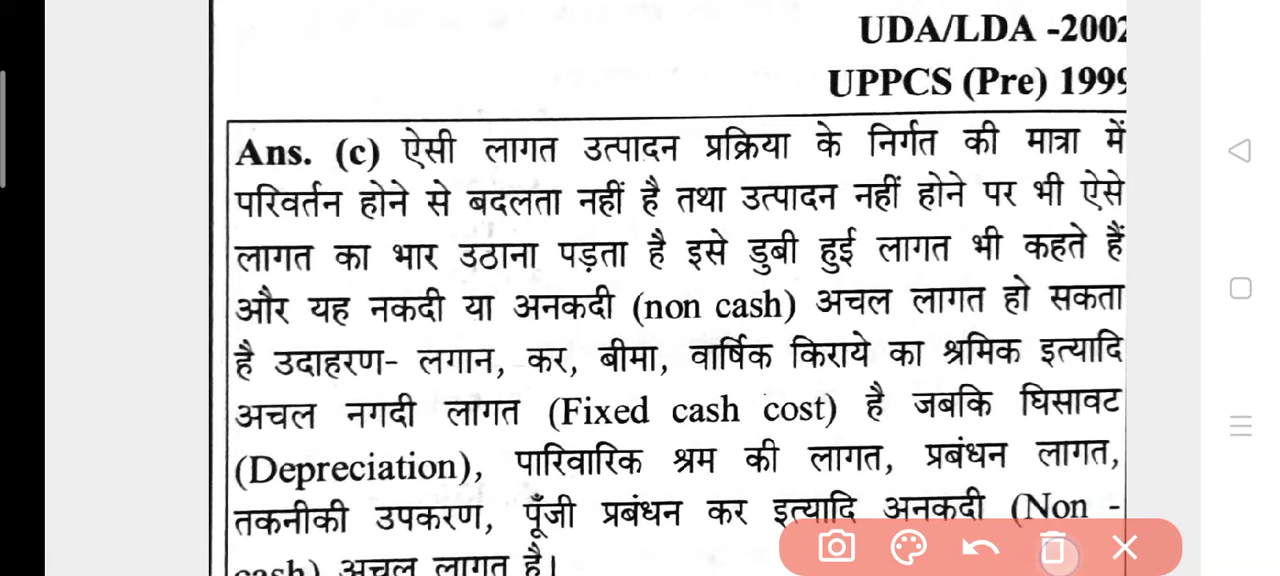 UDA/LDA -2002
UPPCS (Pre) 1999
Ans. (c) ऐसी लागत उत्पादन प्रक्रिया के निर्गत की मात्रा में
परिवर्तन होने से बदलता नहीं है तथा उत्पादन नहीं होने पर भी ऐसे
लागत का भार उठाना पड़ता है इसे डुबी हुई लागत भी कहते हैं
और यह नकदी या अनकदी (non cash) अचल लागत हो सकता
है उदाहरण- लगान, कर, बीमा, वार्षिक किराये का श्रमिक इत्यादि
अचल नगदी लागत (Fixed cash cost) है जबकि घिसावट
(Depreciation), पारिवारिक श्रम की लागत, प्रबंधन लागत,
तकनीकी उपकरण, पूँजी प्रबंधन कर इत्यादि अनकदी (Non -
cash) अचल लागत है।